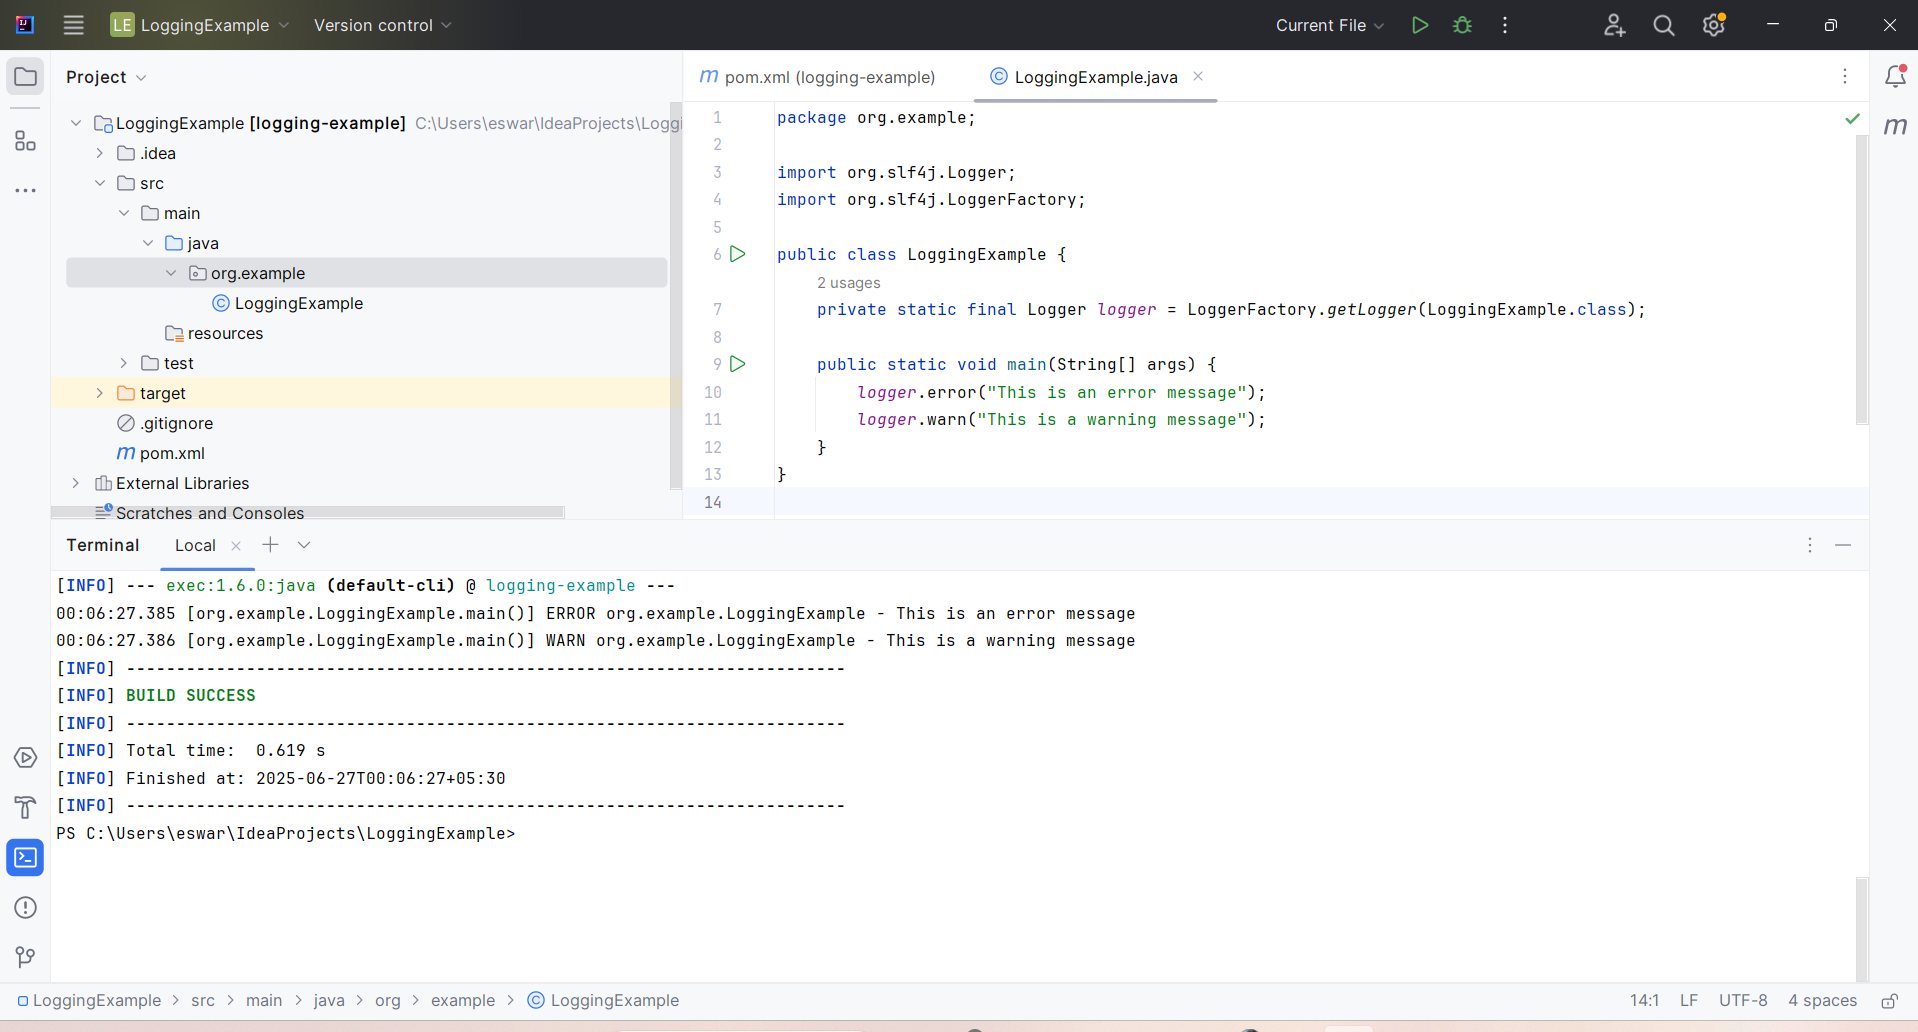 LE LoggingExample Version control Current File
Project
LoggingExample [logging-example] C:\Users\eswar\IdeaProjects\Loggi
.idea
src
main
java
org.example
LoggingExample
resources
test
target
.gitignore
m pom.xml
External Libraries
Scratches and Consoles
m pom.xml (logging-example) LoggingExample.java
1 package org.example;
2
3 import org.slf4j.Logger;
4 import org.slf4j.LoggerFactory;
5
6 public class LoggingExample {
2 usages
7 private static final Logger logger = LoggerFactory.getLogger(LoggingExample.class);
8
9 public static void main(String[] args) {
10 logger.error("This is an error message");
11 logger.warn("This is a warning message");
12 }
13 }
14
m
Terminal Local
[INFO] --- exec:1.6.0:java (default-cli) @ logging-example ---
00:06:27.385 [org.example.LoggingExample.main()] ERROR org.example.LoggingExample - This is an error message
00:06:27.386 [org.example.LoggingExample.main()] WARN org.example.LoggingExample - This is a warning message
[INFO] ------------------------------------------------------------------------
[INFO] BUILD SUCCESS
[INFO] ------------------------------------------------------------------------
[INFO] Total time:  0.619 s
[INFO] Finished at: 2025-06-27T00:06:27+05:30
[INFO] ------------------------------------------------------------------------
PS C:\Users\eswar\IdeaProjects\LoggingExample>
LoggingExample > src > main > java > org > example > LoggingExample 14:1 LF UTF-8 4 spaces